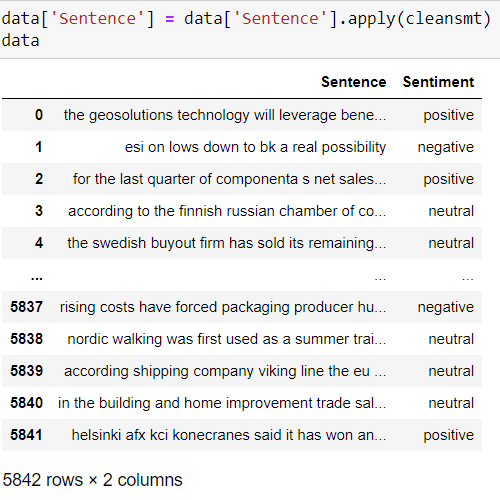 data['Sentence'] = data['Sentence'].apply(cleansmt)
data
Sentence Sentiment
0 the geosolutions technology will leverage bene... positive
1 esi on lows down to bk a real possibility negative
2 for the last quarter of componenta s net sales... positive
3 according to the finnish russian chamber of co... neutral
4 the swedish buyout firm has sold its remaining... neutral
... ... ...
5837 rising costs have forced packaging producer hu... negative
5838 nordic walking was first used as a summer trai... neutral
5839 according shipping company viking line the eu ... neutral
5840 in the building and home improvement trade sal... neutral
5841 helsinki afx kci konecranes said it has won an... positive
5842 rows × 2 columns